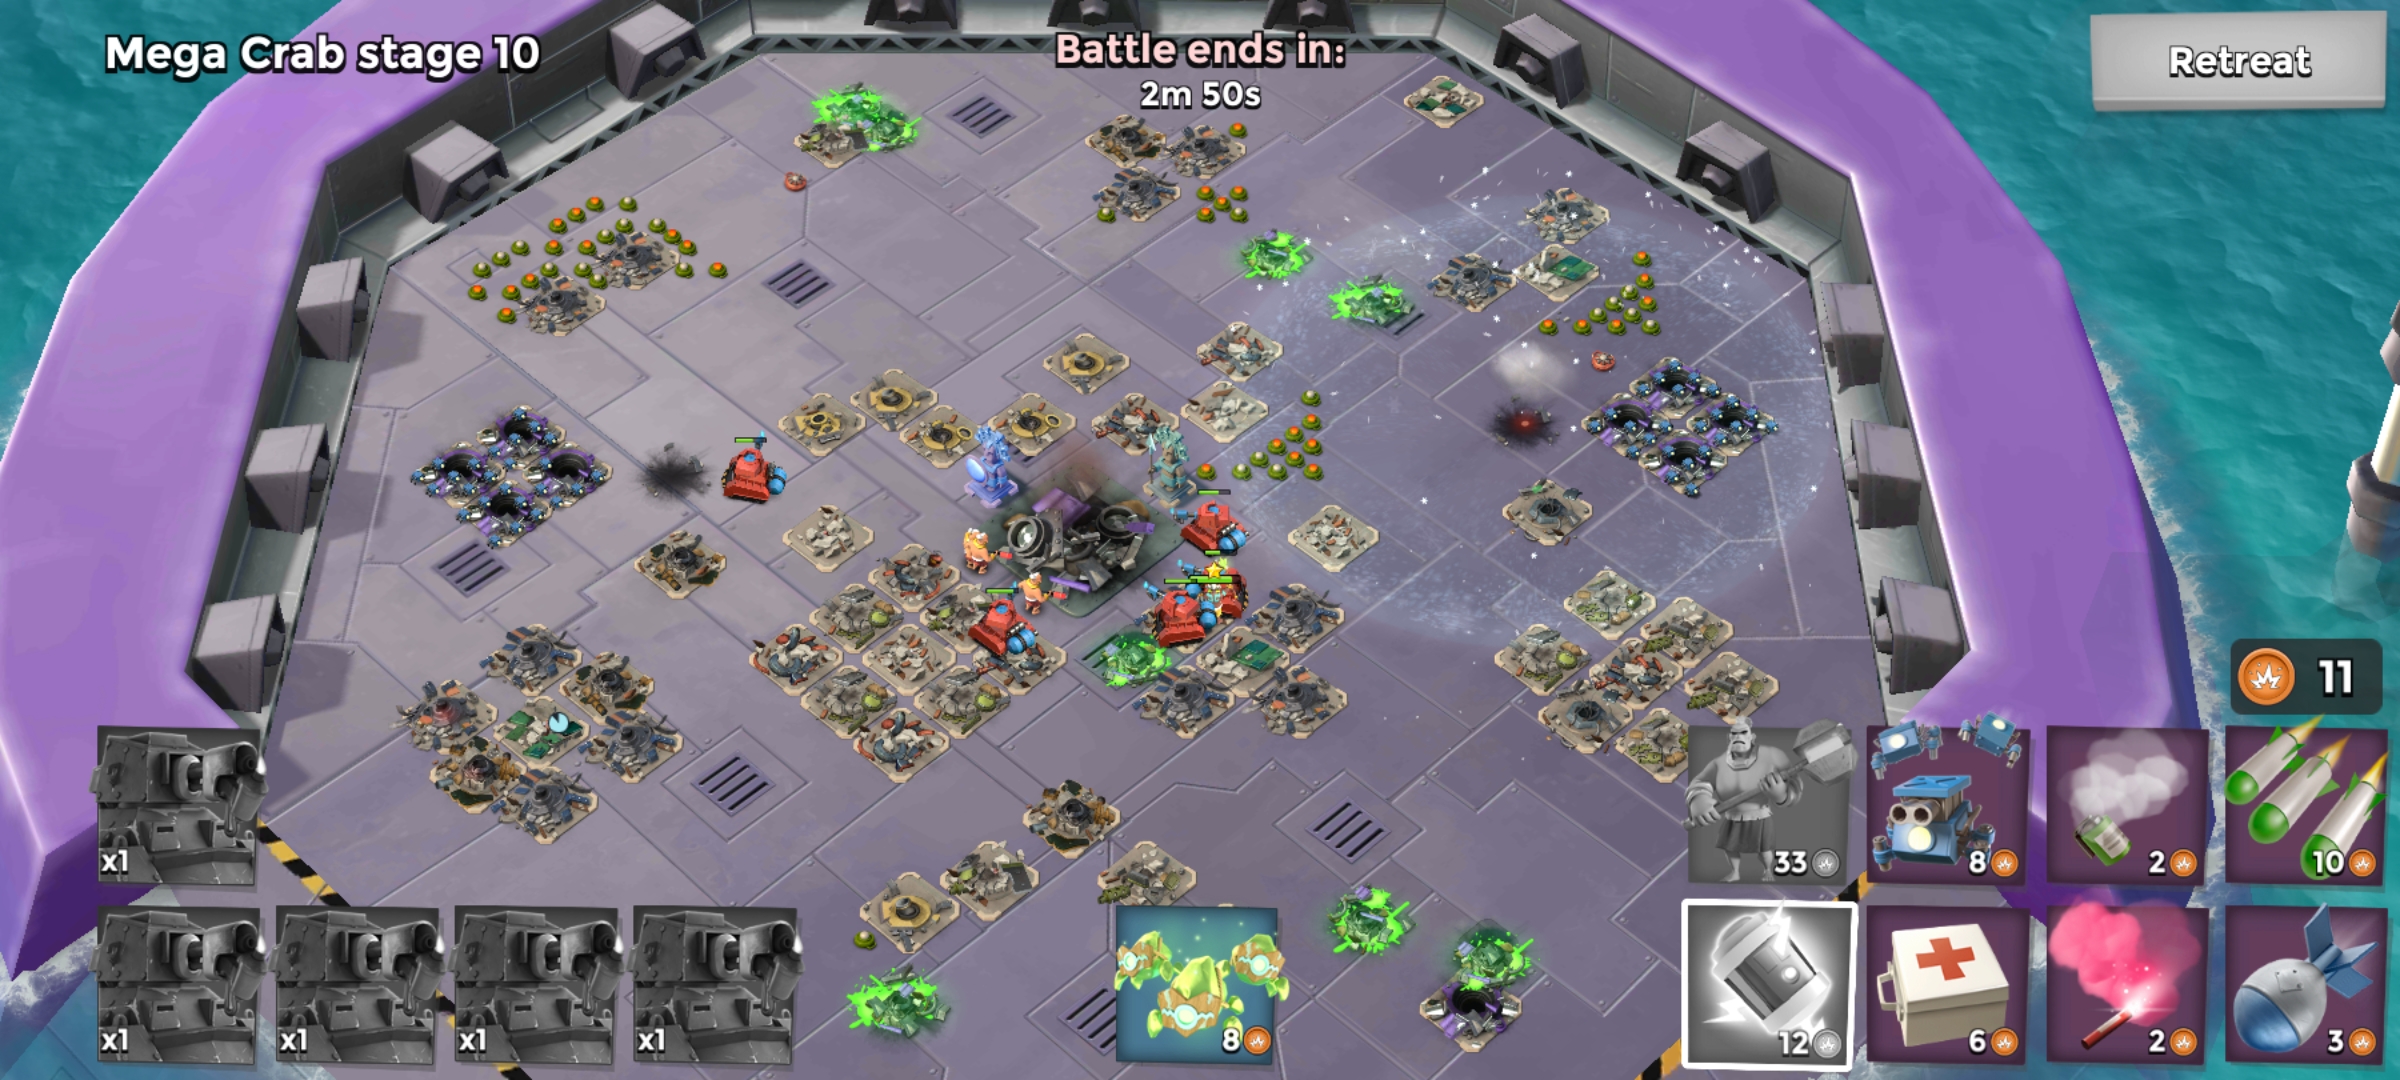 Mega Crab stage 10
Battle ends in:
2m 50s
Retreat
11
x1
33
8
2
10
x1
x1
x1
x1
8
12
6
2
3